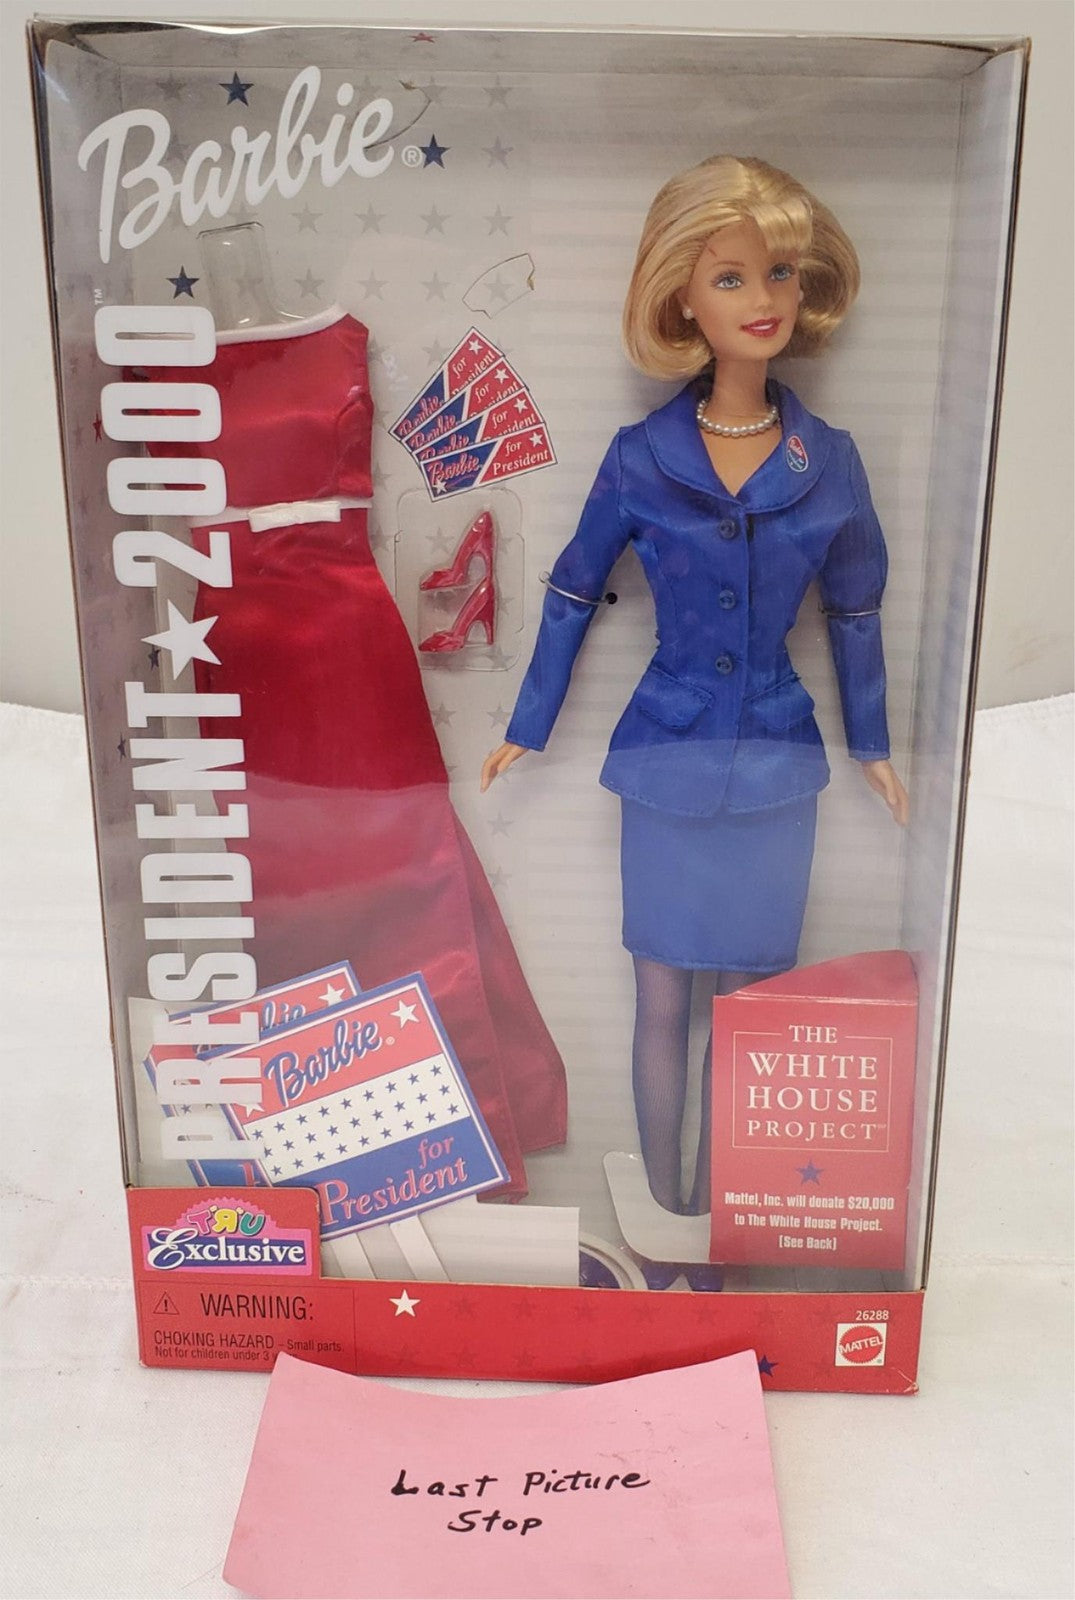 Barbie®
PRESIDENT★2000™
Barbie for President
Barbie for President
Barbie for President
Barbie for President
Barbie
Barbie®
for
President
THE
WHITE
HOUSE
PROJECT
Mattel, Inc. will donate $20,000
to The White House Project.
[See Back]
T"R"U
Exclusive
⚠ WARNING:
CHOKING HAZARD – Small parts.
Not for children under 3
26288
MATTEL®
Last Picture
Stop